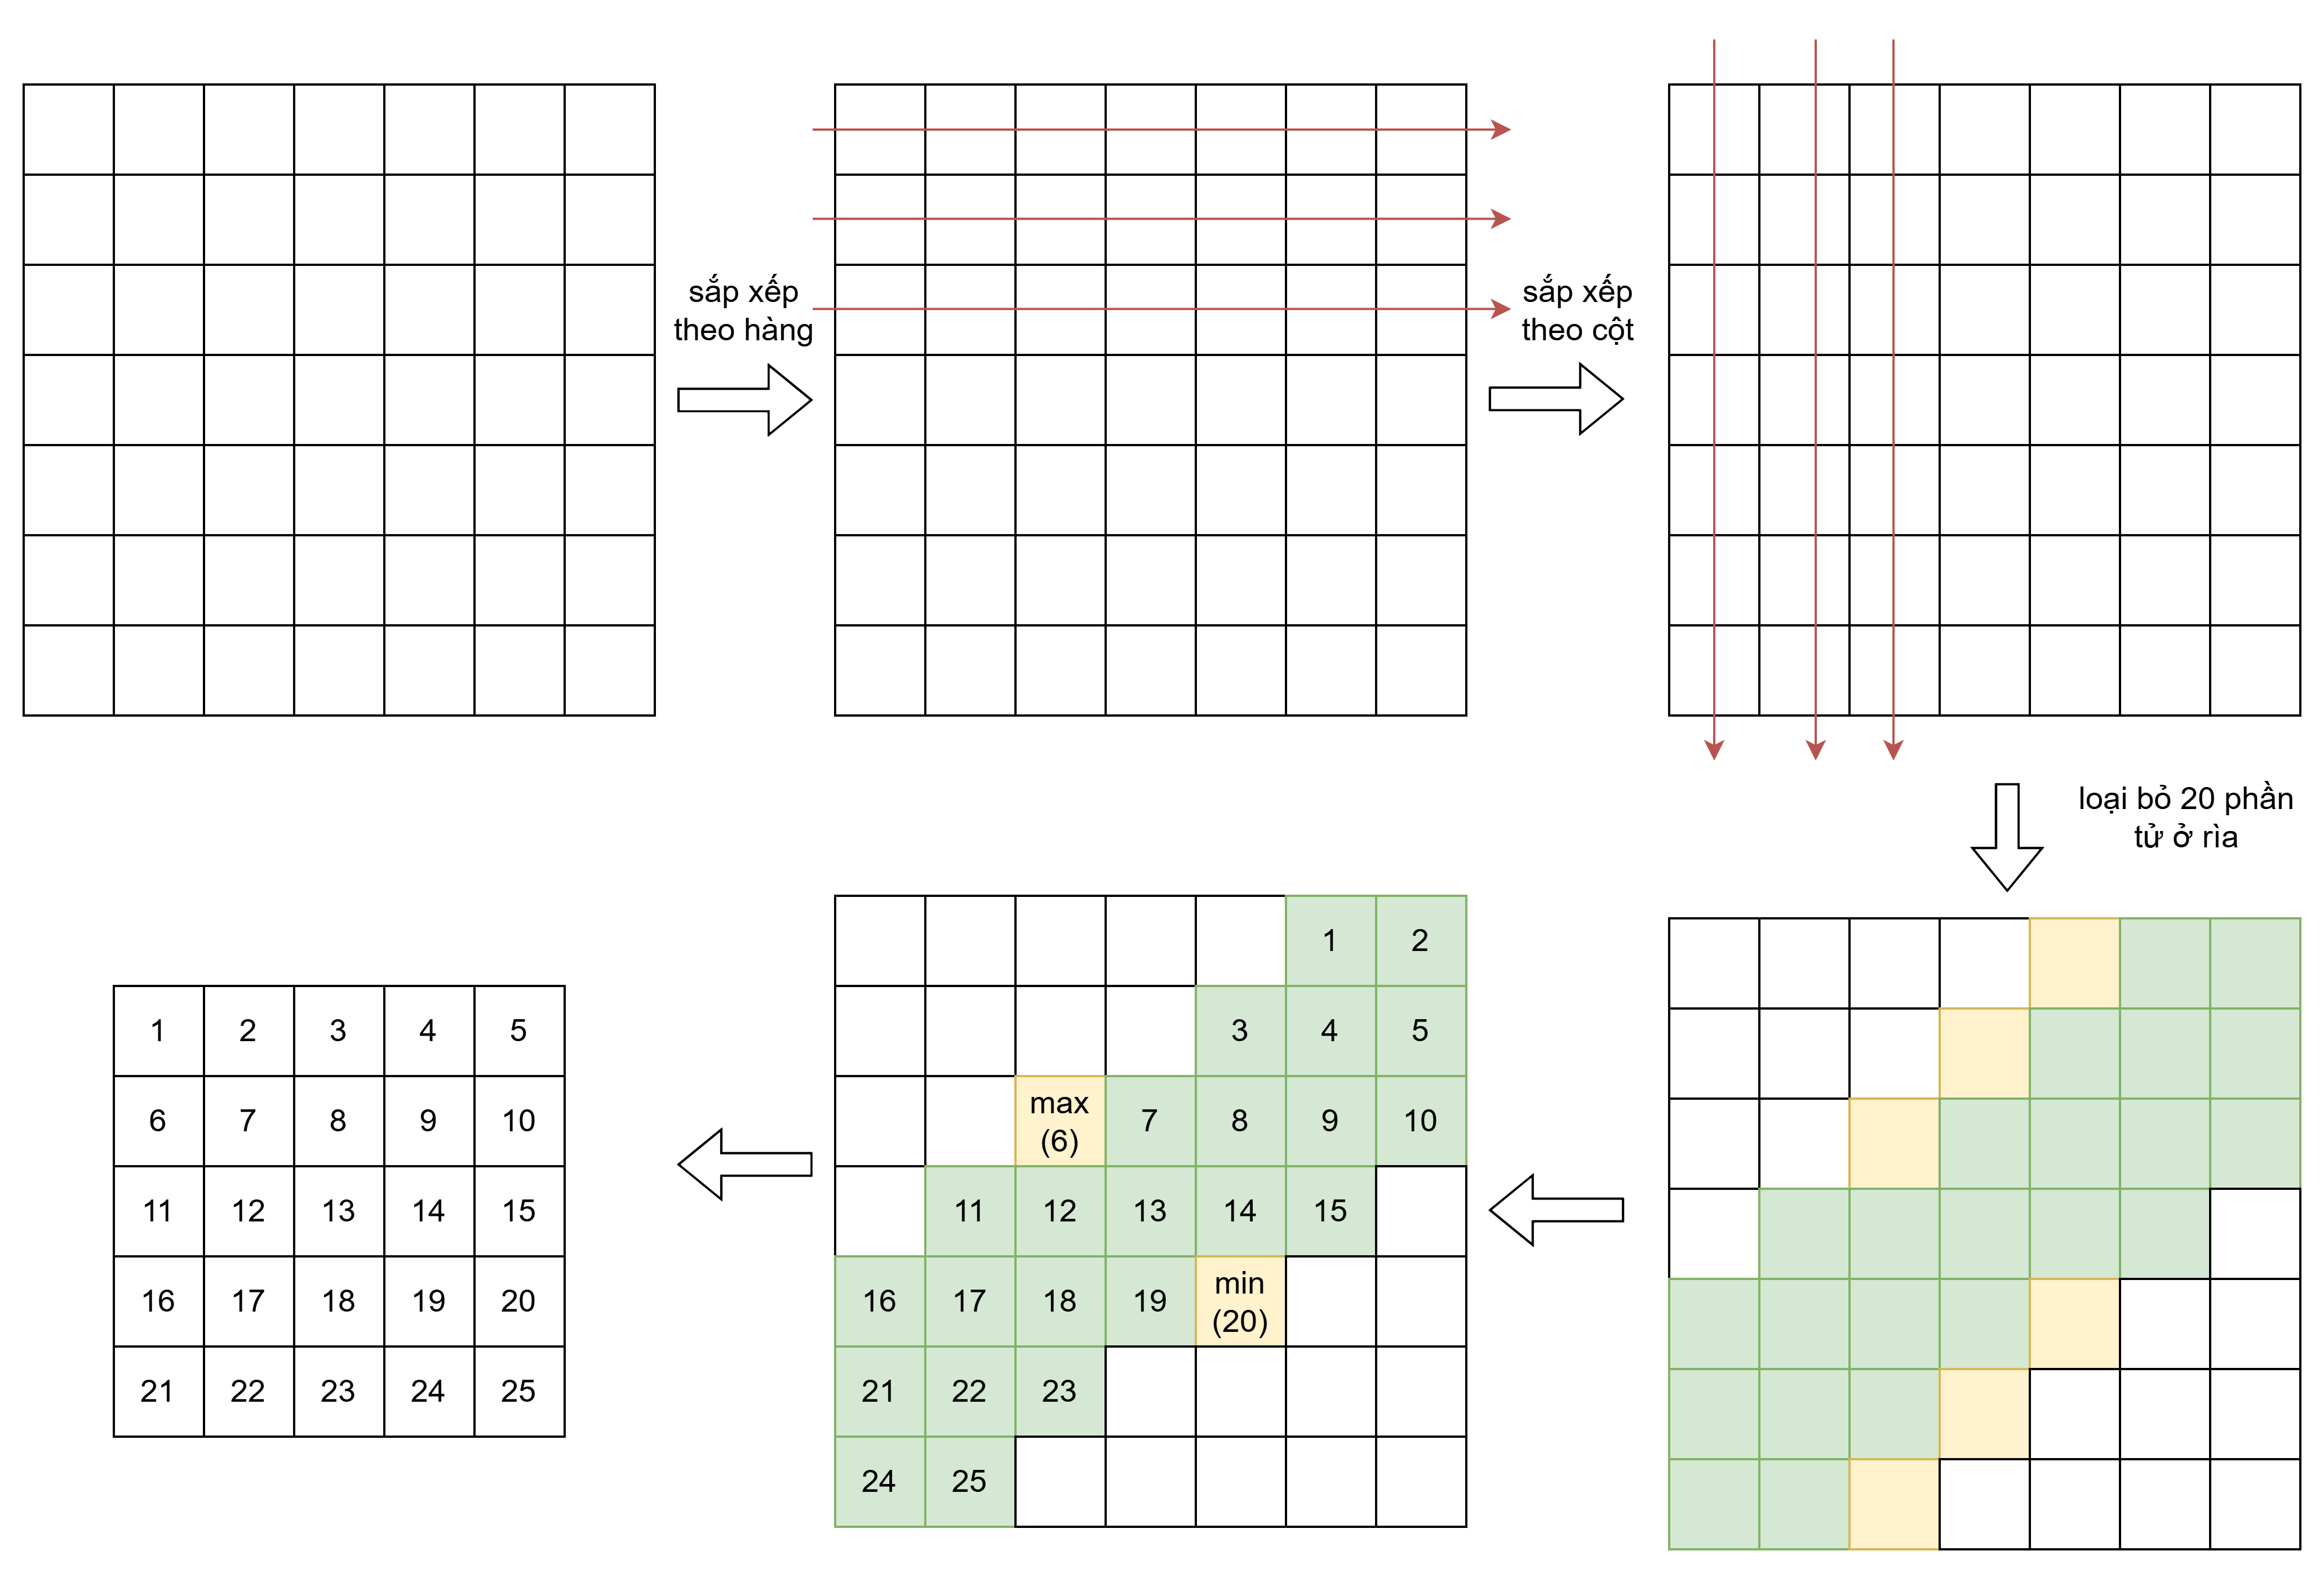 sắp xếp
theo hàng
sắp xếp
theo cột
loại bỏ 20 phần
tử ở rìa
1 2
3 4 5
max
(6)
7 8 9 10
11 12 13 14 15
16 17 18 19
min
(20)
21 22 23
24 25
1 2 3 4 5
6 7 8 9 10
11 12 13 14 15
16 17 18 19 20
21 22 23 24 25